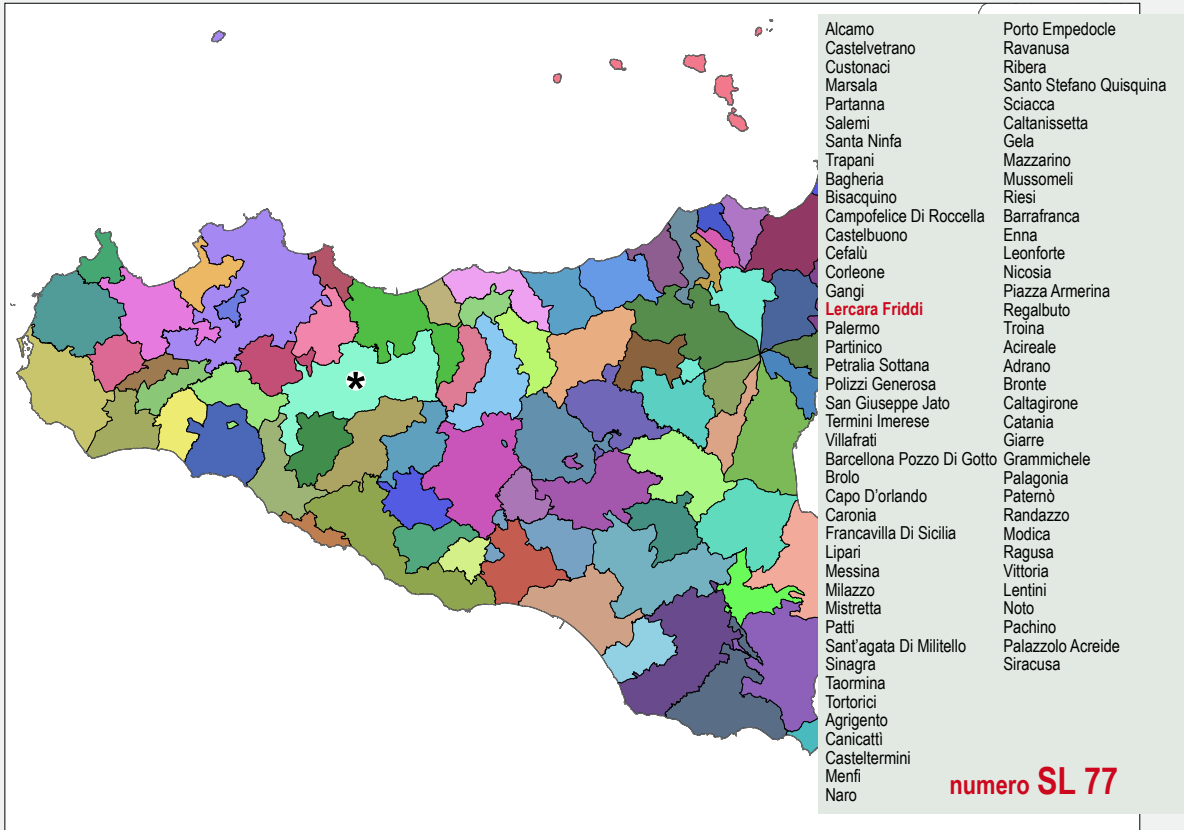 *
Alcamo
Castelvetrano
Custonaci
Marsala
Partanna
Salemi
Santa Ninfa
Trapani
Bagheria
Bisacquino
Campofelice Di Roccella
Castelbuono
Cefalù
Corleone
Gangi
Lercara Friddi
Palermo
Partinico
Petralia Sottana
Polizzi Generosa
San Giuseppe Jato
Termini Imerese
Villafrati
Barcellona Pozzo Di Gotto
Brolo
Capo D'orlando
Caronia
Francavilla Di Sicilia
Lipari
Messina
Milazzo
Mistretta
Patti
Sant'agata Di Militello
Sinagra
Taormina
Tortorici
Agrigento
Canicattì
Casteltermini
Menfi
Naro
Porto Empedocle
Ravanusa
Ribera
Santo Stefano Quisquina
Sciacca
Caltanissetta
Gela
Mazzarino
Mussomeli
Riesi
Barrafranca
Enna
Leonforte
Nicosia
Piazza Armerina
Regalbuto
Troina
Acireale
Adrano
Bronte
Caltagirone
Catania
Giarre
Grammichele
Palagonia
Paternò
Randazzo
Modica
Ragusa
Vittoria
Lentini
Noto
Pachino
Palazzolo Acreide
Siracusa
numero SL 77